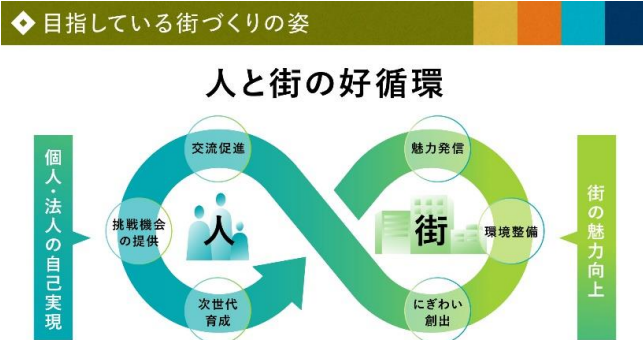 目指している街づくりの姿
人と街の好循環
個人・法人の自己実現
交流促進
挑戦機会
の提供
人
次世代
育成
魅力発信
街
環境整備
にぎわい
創出
街の魅力向上